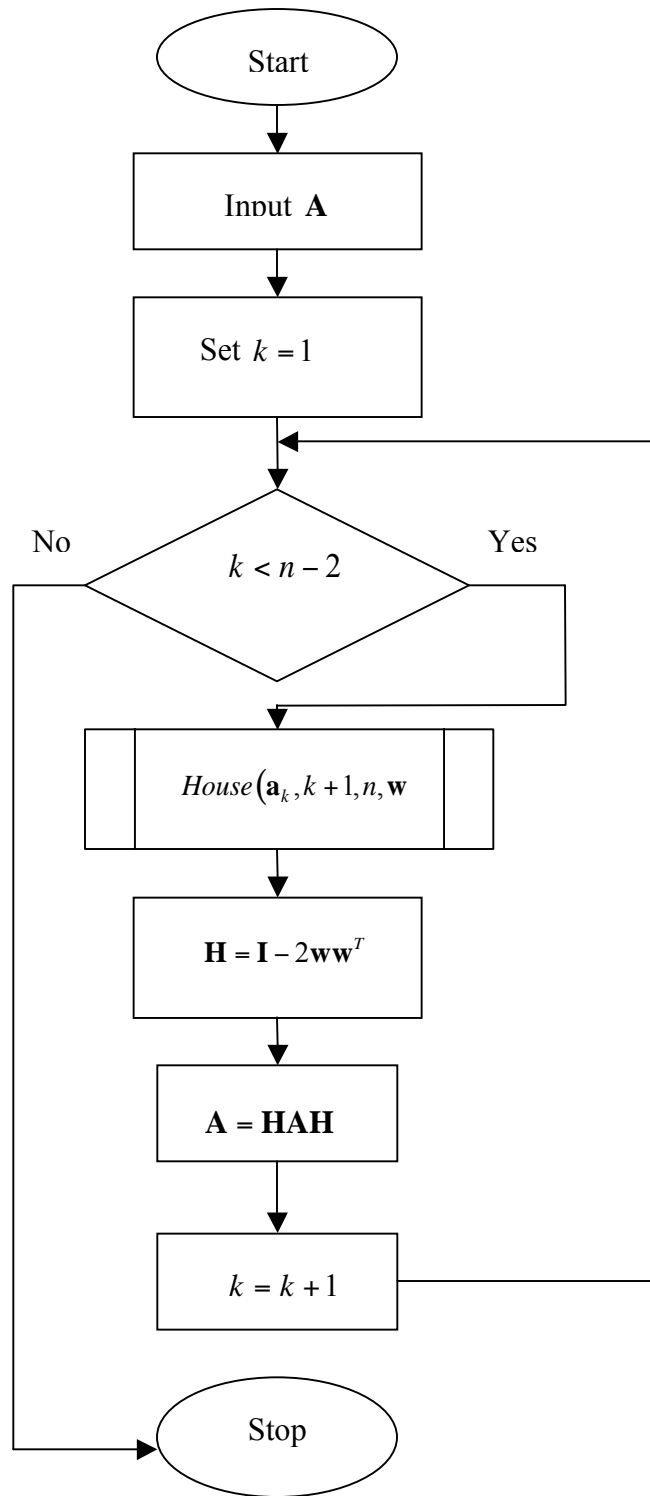 Start
Input A
Set k = 1
No
Yes
k < n − 2
House(a_k, k + 1, n, w
H = I − 2ww^T
A = HAH
k = k + 1
Stop